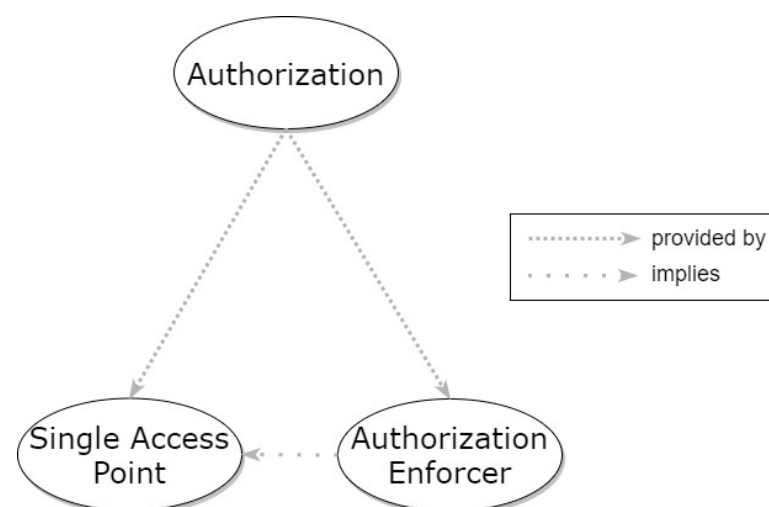 Authorization
provided by
implies
Single Access
Point
Authorization
Enforcer